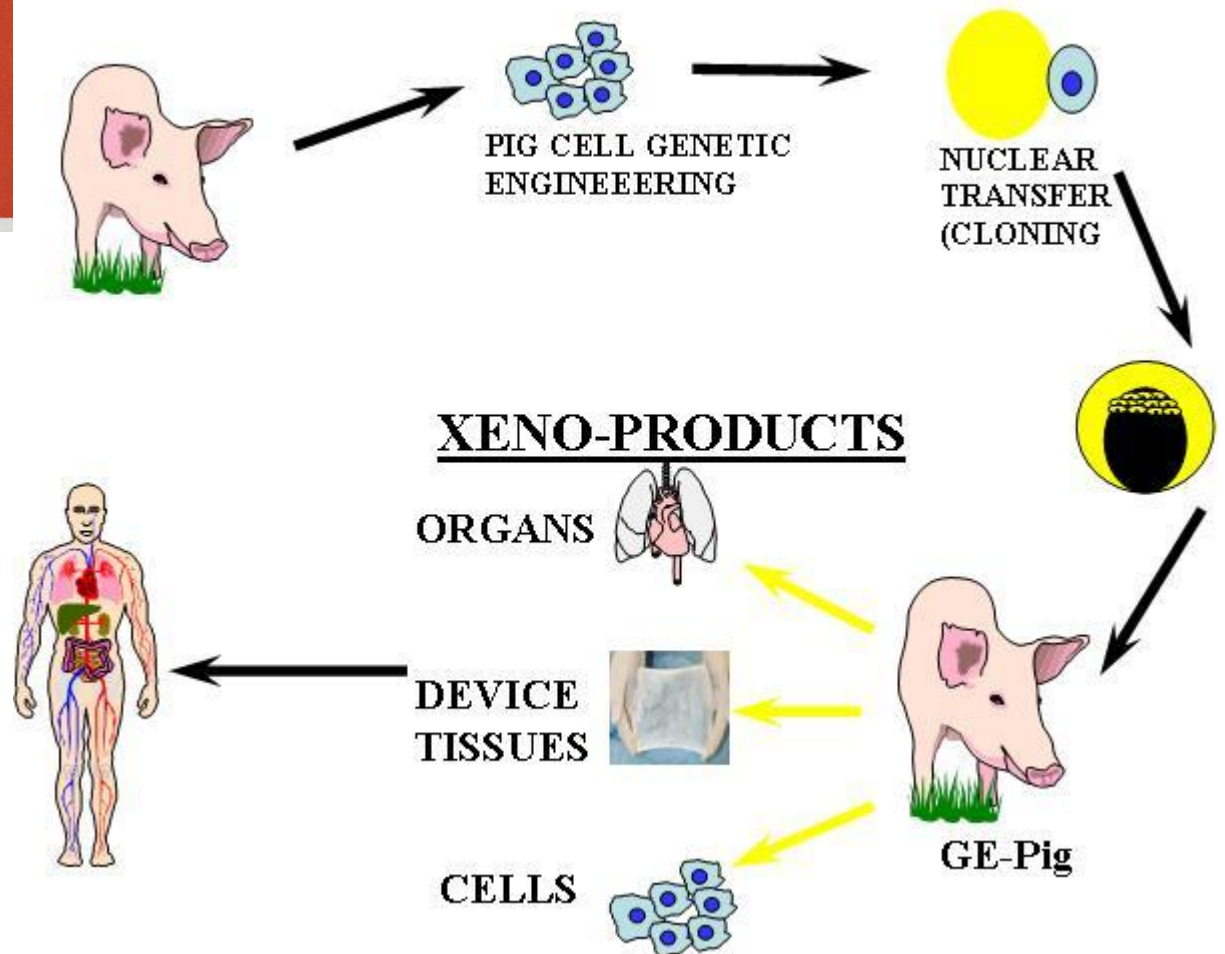 PIG CELL GENETIC
ENGINEEERING
NUCLEAR
TRANSFER
(CLONING
XENO-PRODUCTS
ORGANS
DEVICE
TISSUES
CELLS
GE-Pig